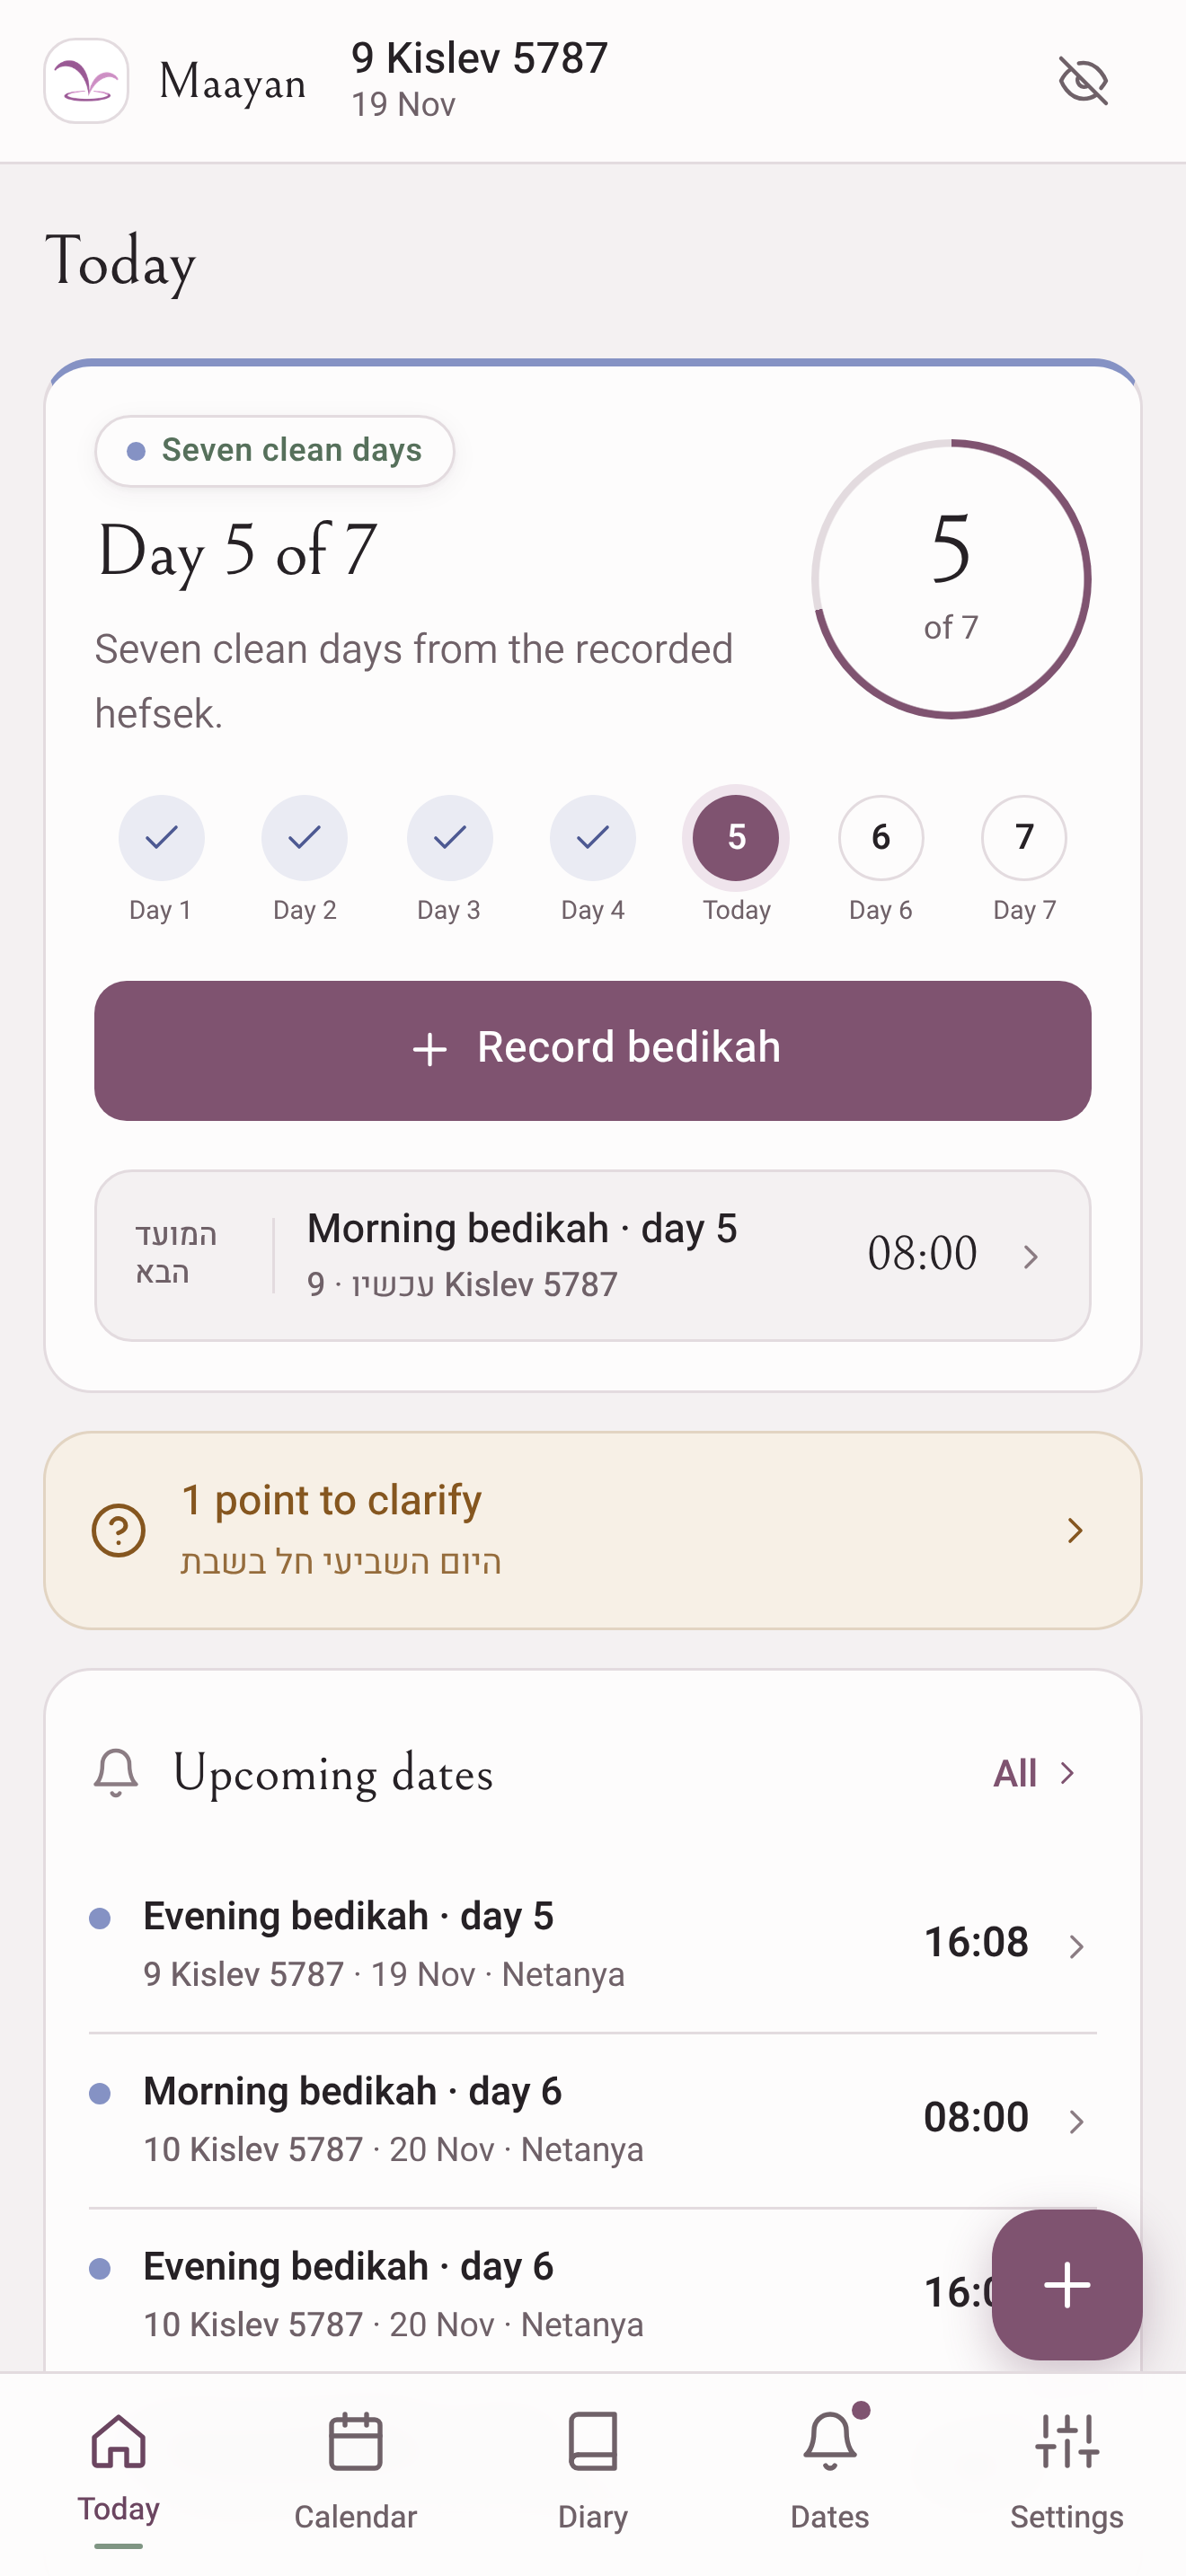 Maayan
9 Kislev 5787
19 Nov
Today
Seven clean days
Day 5 of 7
Seven clean days from the recorded
hefsek.
5
of 7
5
6
7
Day 1
Day 2
Day 3
Day 4
Today
Day 6
Day 7
Record bedikah
המועד
הבא
Morning bedikah · day 5
9 · עכשיו Kislev 5787
08:00
1 point to clarify
היום השביעי חל בשבת
Upcoming dates
All
Evening bedikah · day 5
9 Kislev 5787 · 19 Nov · Netanya
16:08
Morning bedikah · day 6
10 Kislev 5787 · 20 Nov · Netanya
08:00
Evening bedikah · day 6
10 Kislev 5787 · 20 Nov · Netanya
Today
Calendar
Diary
Dates
Settings